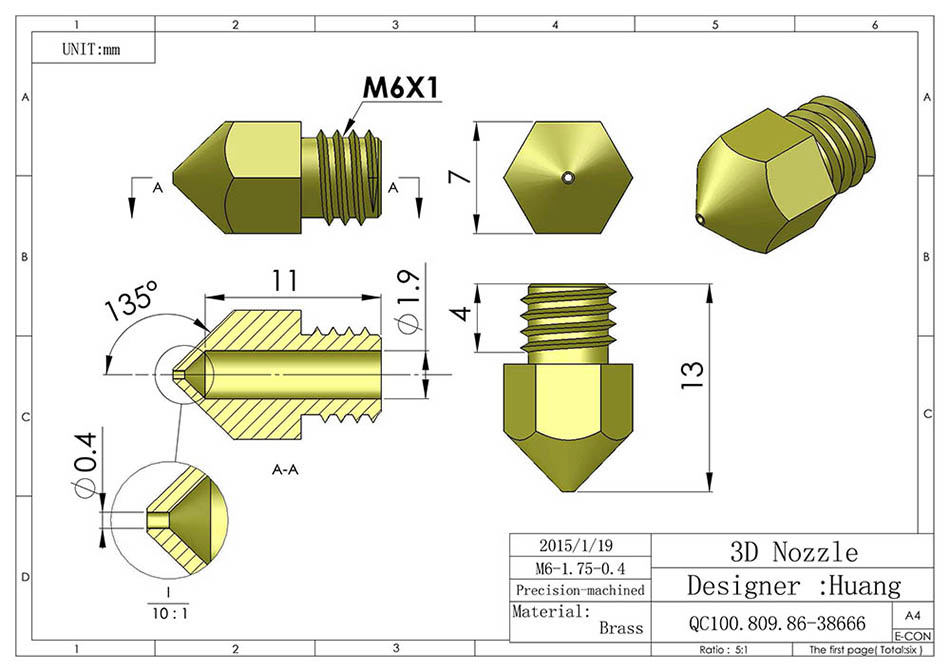 1 2 3 4 5 6
UNIT:mm
A A
M6X1
A A
7
B B
135°
11
Ø1.9
4
13
C C
A-A
Ø0.4
I
10:1
D
2015/1/19
3D Nozzle
M6-1.75-0.4
Precision-machined
Designer :Huang
Material:
Brass
QC100.809.86-38666
A4
E-CON
1 2 3
Ratio : 5:1
The first page( Total:six )